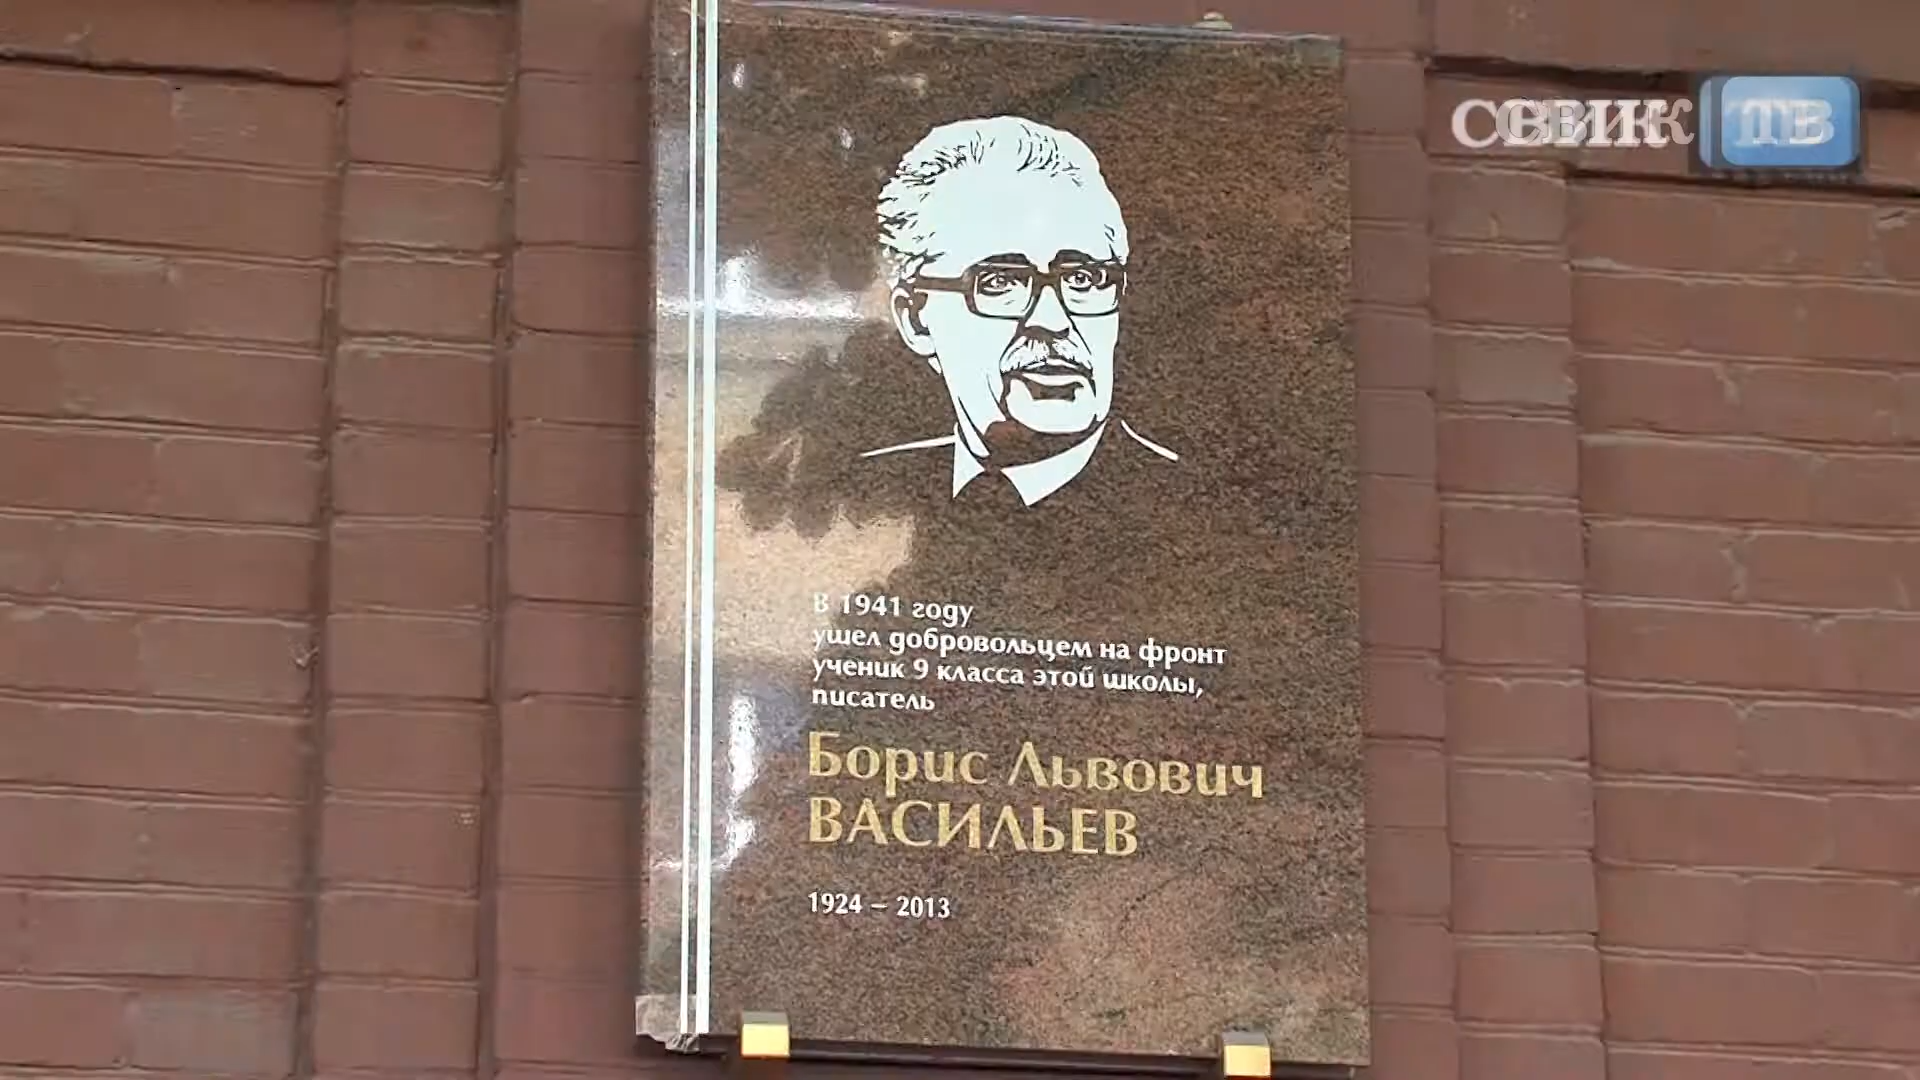 СВИК ТВ
В 1941 году
ушел добровольцем на фронт
ученик 9 класса этой школы,
писатель
Борис Львович
ВАСИЛЬЕВ
1924 – 2013